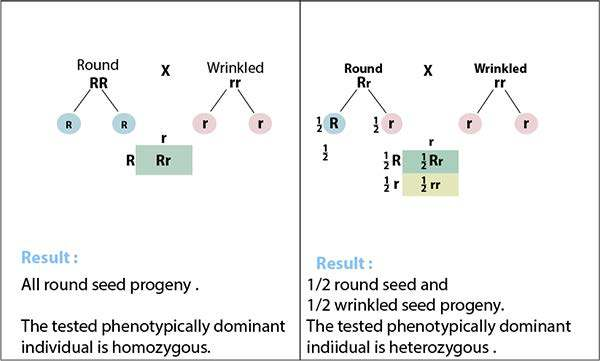 Round X Wrinkled
RR rr
R R r r
r
R Rr
Result :
All round seed progeny .
The tested phenotypically dominant
individual is homozygous.
Round X Wrinkled
Rr rr
1/2 R 1/2 r r r
1/2
r
1/2 R 1/2 Rr
1/2 r 1/2 rr
Result :
1/2 round seed and
1/2 wrinkled seed progeny.
The tested phenotypically dominant
indiidual is heterozygous .